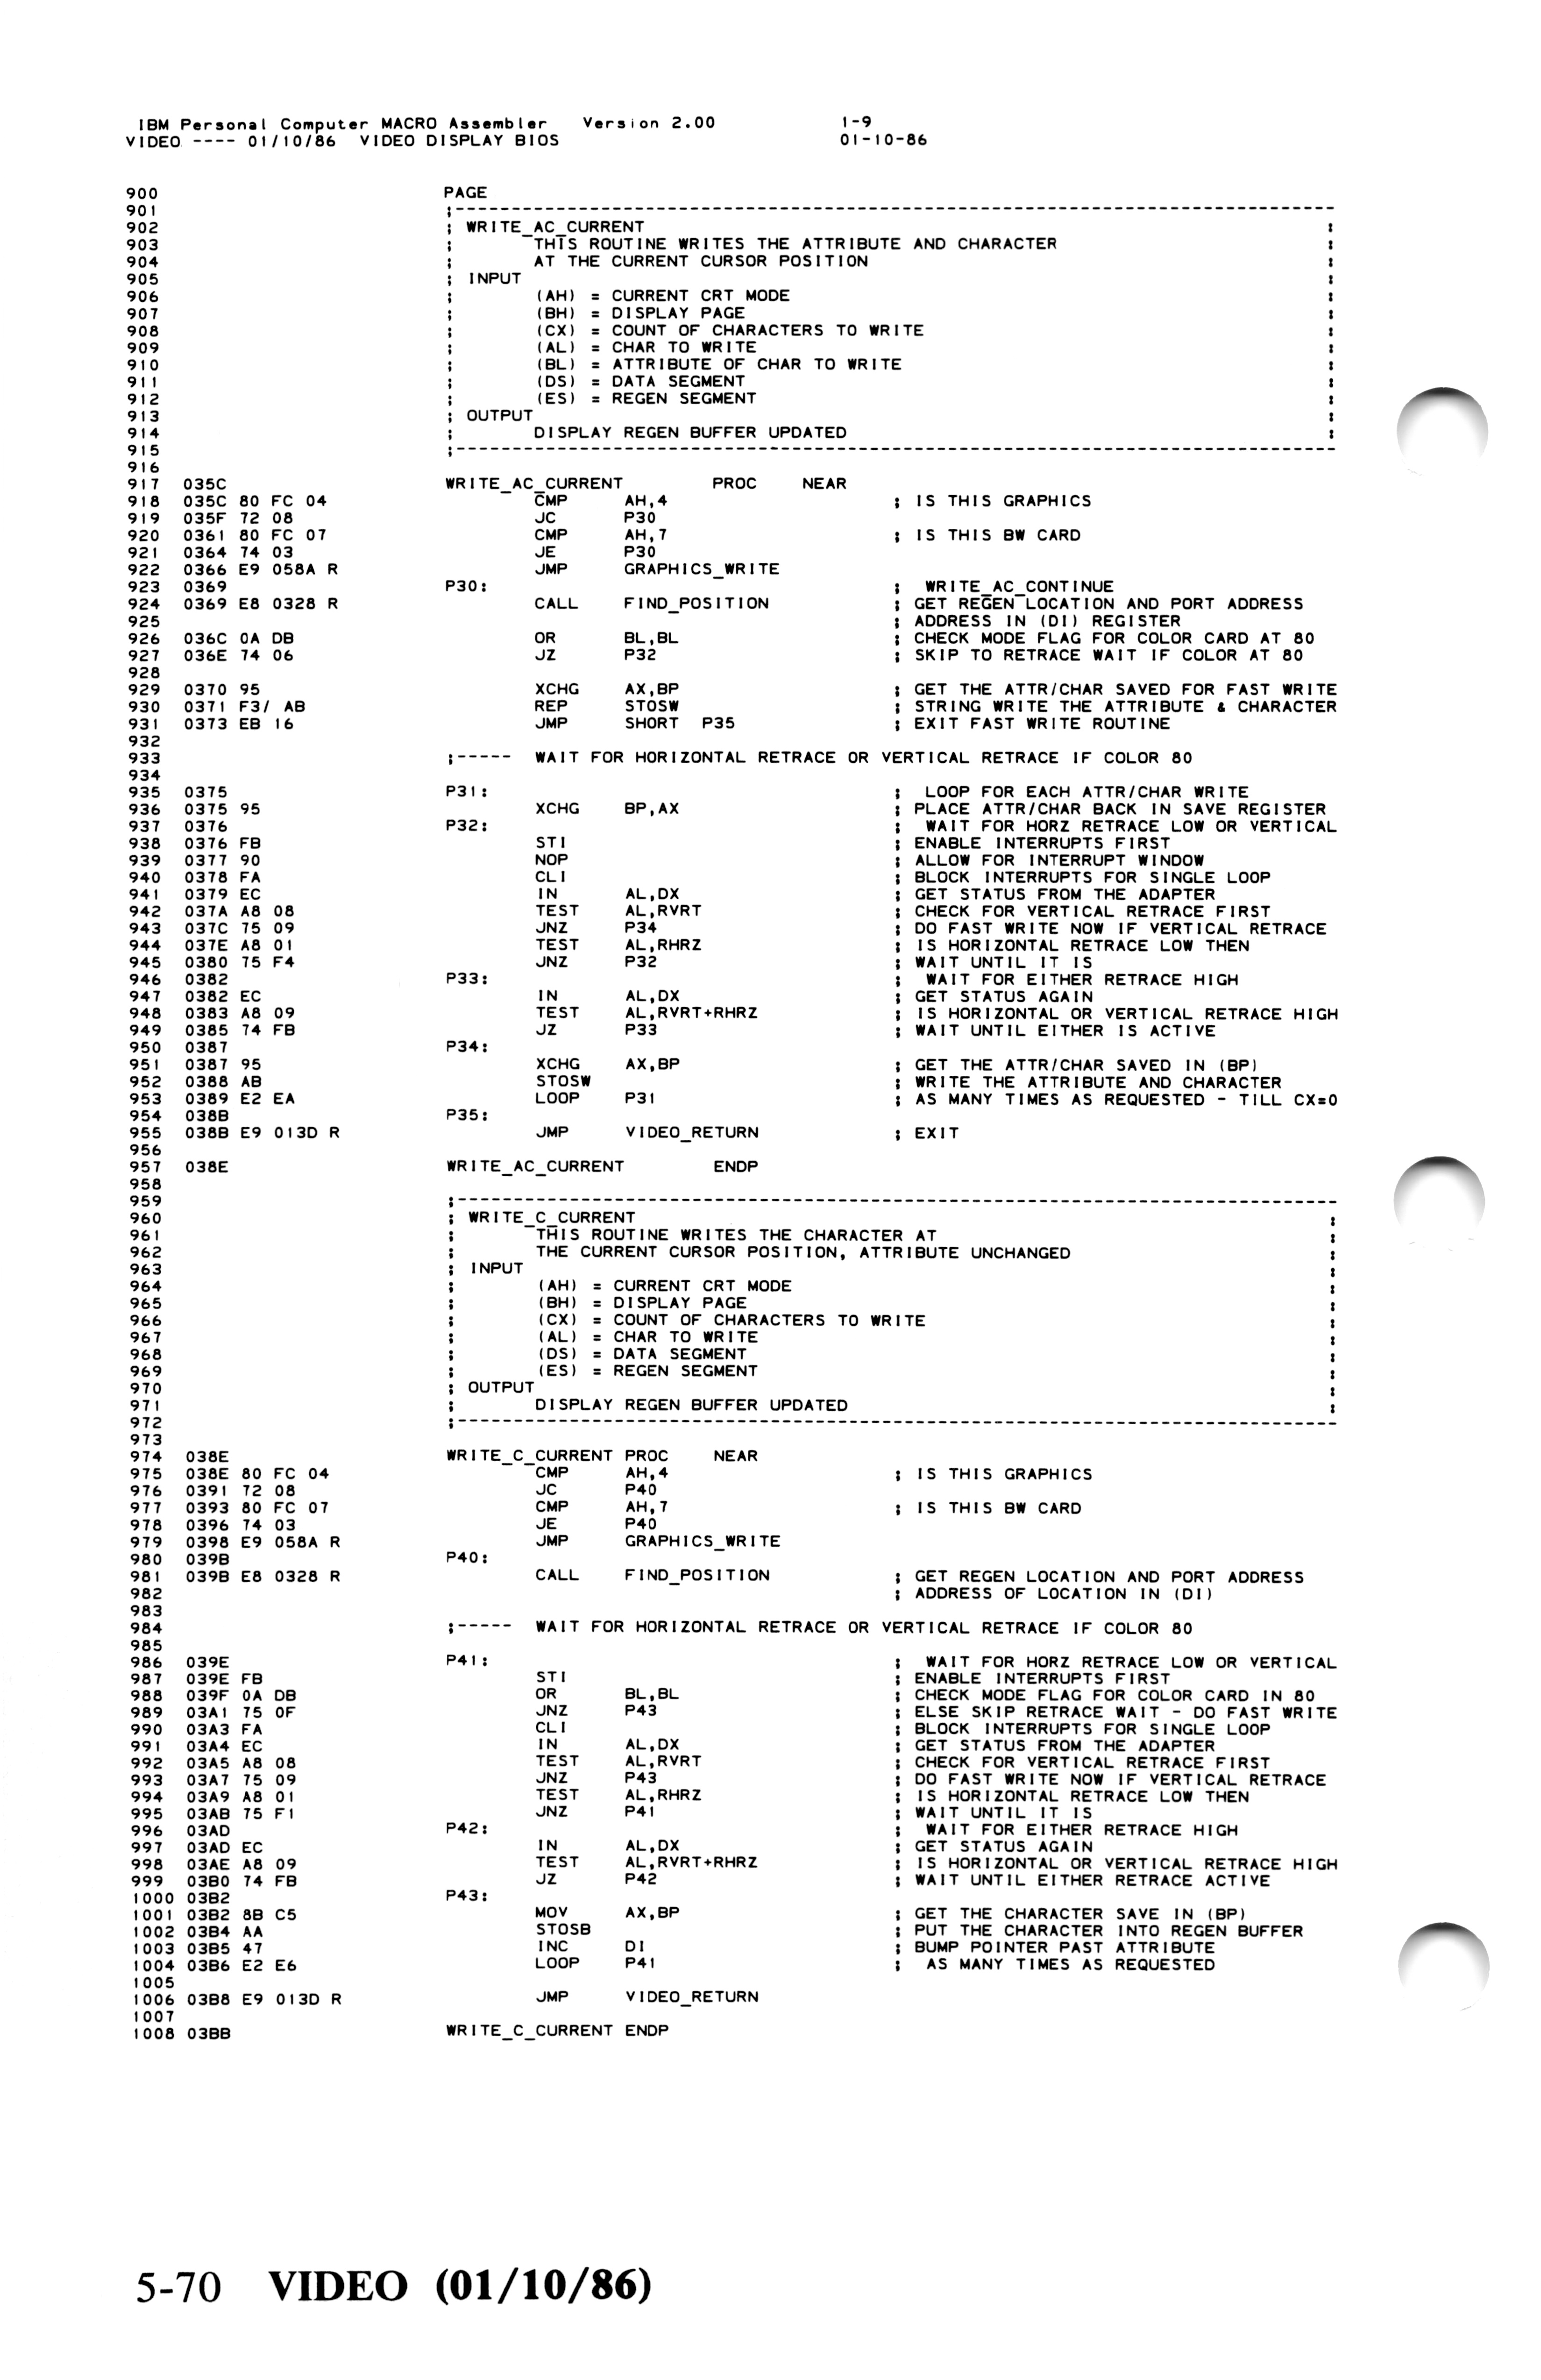 IBM Personal Computer MACRO Assembler   Version 2.00             1-9
VIDEO ---- 01/10/86  VIDEO DISPLAY BIOS                          01-10-86
900                             PAGE
901                             ;-------------------------------------------------------------------------------
902                             ; WRITE_AC_CURRENT                                                              :
903                             ;       THIS ROUTINE WRITES THE ATTRIBUTE AND CHARACTER                         :
904                             ;       AT THE CURRENT CURSOR POSITION                                          :
905                             ; INPUT                                                                         :
906                             ;       (AH) = CURRENT CRT MODE                                                 :
907                             ;       (BH) = DISPLAY PAGE                                                     :
908                             ;       (CX) = COUNT OF CHARACTERS TO WRITE                                     :
909                             ;       (AL) = CHAR TO WRITE                                                    :
910                             ;       (BL) = ATTRIBUTE OF CHAR TO WRITE                                       :
911                             ;       (DS) = DATA SEGMENT                                                     :
912                             ;       (ES) = REGEN SEGMENT                                                    :
913                             ; OUTPUT                                                                        :
914                             ;       DISPLAY REGEN BUFFER UPDATED                                            :
915                             ;-------------------------------------------------------------------------------
916
917  035C                       WRITE_AC_CURRENT        PROC    NEAR
918  035C 80 FC 04                      CMP     AH,4                    ; IS THIS GRAPHICS
919  035F 72 08                         JC      P30
920  0361 80 FC 07                      CMP     AH,7                    ; IS THIS BW CARD
921  0364 74 03                         JE      P30
922  0366 E9 058A R                     JMP     GRAPHICS_WRITE
923  0369                       P30:                                    ;  WRITE_AC_CONTINUE
924  0369 E8 0328 R                     CALL    FIND_POSITION           ; GET REGEN LOCATION AND PORT ADDRESS
925                                                                     ; ADDRESS IN (DI) REGISTER
926  036C 0A DB                         OR      BL,BL                   ; CHECK MODE FLAG FOR COLOR CARD AT 80
927  036E 74 06                         JZ      P32                     ; SKIP TO RETRACE WAIT IF COLOR AT 80
928
929  0370 95                            XCHG    AX,BP                   ; GET THE ATTR/CHAR SAVED FOR FAST WRITE
930  0371 F3/ AB                        REP     STOSW                   ; STRING WRITE THE ATTRIBUTE & CHARACTER
931  0373 EB 16                         JMP     SHORT  P35              ; EXIT FAST WRITE ROUTINE
932
933                             ;-----  WAIT FOR HORIZONTAL RETRACE OR VERTICAL RETRACE IF COLOR 80
934
935  0375                       P31:                                    ;  LOOP FOR EACH ATTR/CHAR WRITE
936  0375 95                            XCHG    BP,AX                   ; PLACE ATTR/CHAR BACK IN SAVE REGISTER
937  0376                       P32:                                    ;  WAIT FOR HORZ RETRACE LOW OR VERTICAL
938  0376 FB                            STI                             ; ENABLE INTERRUPTS FIRST
939  0377 90                            NOP                             ; ALLOW FOR INTERRUPT WINDOW
940  0378 FA                            CLI                             ; BLOCK INTERRUPTS FOR SINGLE LOOP
941  0379 EC                            IN      AL,DX                   ; GET STATUS FROM THE ADAPTER
942  037A A8 08                         TEST    AL,RVRT                 ; CHECK FOR VERTICAL RETRACE FIRST
943  037C 75 09                         JNZ     P34                     ; DO FAST WRITE NOW IF VERTICAL RETRACE
944  037E A8 01                         TEST    AL,RHRZ                 ; IS HORIZONTAL RETRACE LOW THEN
945  0380 75 F4                         JNZ     P32                     ; WAIT UNTIL IT IS
946  0382                       P33:                                    ;  WAIT FOR EITHER RETRACE HIGH
947  0382 EC                            IN      AL,DX                   ; GET STATUS AGAIN
948  0383 A8 09                         TEST    AL,RVRT+RHRZ            ; IS HORIZONTAL OR VERTICAL RETRACE HIGH
949  0385 74 FB                         JZ      P33                     ; WAIT UNTIL EITHER IS ACTIVE
950  0387                       P34:
951  0387 95                            XCHG    AX,BP                   ; GET THE ATTR/CHAR SAVED IN (BP)
952  0388 AB                            STOSW                           ; WRITE THE ATTRIBUTE AND CHARACTER
953  0389 E2 EA                         LOOP    P31                     ; AS MANY TIMES AS REQUESTED - TILL CX=0
954  038B                       P35:
955  038B E9 013D R                     JMP     VIDEO_RETURN            ; EXIT
956
957  038E                       WRITE_AC_CURRENT        ENDP
958
959                             ;-------------------------------------------------------------------------------
960                             ; WRITE_C_CURRENT                                                               :
961                             ;       THIS ROUTINE WRITES THE CHARACTER AT                                    :
962                             ;       THE CURRENT CURSOR POSITION, ATTRIBUTE UNCHANGED                        :
963                             ; INPUT                                                                         :
964                             ;       (AH) = CURRENT CRT MODE                                                 :
965                             ;       (BH) = DISPLAY PAGE                                                     :
966                             ;       (CX) = COUNT OF CHARACTERS TO WRITE                                     :
967                             ;       (AL) = CHAR TO WRITE                                                    :
968                             ;       (DS) = DATA SEGMENT                                                     :
969                             ;       (ES) = REGEN SEGMENT                                                    :
970                             ; OUTPUT                                                                        :
971                             ;       DISPLAY REGEN BUFFER UPDATED                                            :
972                             ;-------------------------------------------------------------------------------
973
974  038E                       WRITE_C_CURRENT PROC    NEAR
975  038E 80 FC 04                      CMP     AH,4                    ; IS THIS GRAPHICS
976  0391 72 08                         JC      P40
977  0393 80 FC 07                      CMP     AH,7                    ; IS THIS BW CARD
978  0396 74 03                         JE      P40
979  0398 E9 058A R                     JMP     GRAPHICS_WRITE
980  039B                       P40:
981  039B E8 0328 R                     CALL    FIND_POSITION           ; GET REGEN LOCATION AND PORT ADDRESS
982                                                                     ; ADDRESS OF LOCATION IN (DI)
983
984                             ;-----  WAIT FOR HORIZONTAL RETRACE OR VERTICAL RETRACE IF COLOR 80
985
986  039E                       P41:                                    ;  WAIT FOR HORZ RETRACE LOW OR VERTICAL
987  039E FB                            STI                             ; ENABLE INTERRUPTS FIRST
988  039F 0A DB                         OR      BL,BL                   ; CHECK MODE FLAG FOR COLOR CARD IN 80
989  03A1 75 0F                         JNZ     P43                     ; ELSE SKIP RETRACE WAIT - DO FAST WRITE
990  03A3 FA                            CLI                             ; BLOCK INTERRUPTS FOR SINGLE LOOP
991  03A4 EC                            IN      AL,DX                   ; GET STATUS FROM THE ADAPTER
992  03A5 A8 08                         TEST    AL,RVRT                 ; CHECK FOR VERTICAL RETRACE FIRST
993  03A7 75 09                         JNZ     P43                     ; DO FAST WRITE NOW IF VERTICAL RETRACE
994  03A9 A8 01                         TEST    AL,RHRZ                 ; IS HORIZONTAL RETRACE LOW THEN
995  03AB 75 F1                         JNZ     P41                     ; WAIT UNTIL IT IS
996  03AD                       P42:                                    ;  WAIT FOR EITHER RETRACE HIGH
997  03AD EC                            IN      AL,DX                   ; GET STATUS AGAIN
998  03AE A8 09                         TEST    AL,RVRT+RHRZ            ; IS HORIZONTAL OR VERTICAL RETRACE HIGH
999  03B0 74 FB                         JZ      P42                     ; WAIT UNTIL EITHER RETRACE ACTIVE
1000 03B2                       P43:
1001 03B2 8B C5                         MOV     AX,BP                   ; GET THE CHARACTER SAVE IN (BP)
1002 03B4 AA                            STOSB                           ; PUT THE CHARACTER INTO REGEN BUFFER
1003 03B5 47                            INC     DI                      ; BUMP POINTER PAST ATTRIBUTE
1004 03B6 E2 E6                         LOOP    P41                     ;  AS MANY TIMES AS REQUESTED
1005
1006 03B8 E9 013D R                     JMP     VIDEO_RETURN
1007
1008 03BB                       WRITE_C_CURRENT ENDP
5-70   VIDEO (01/10/86)